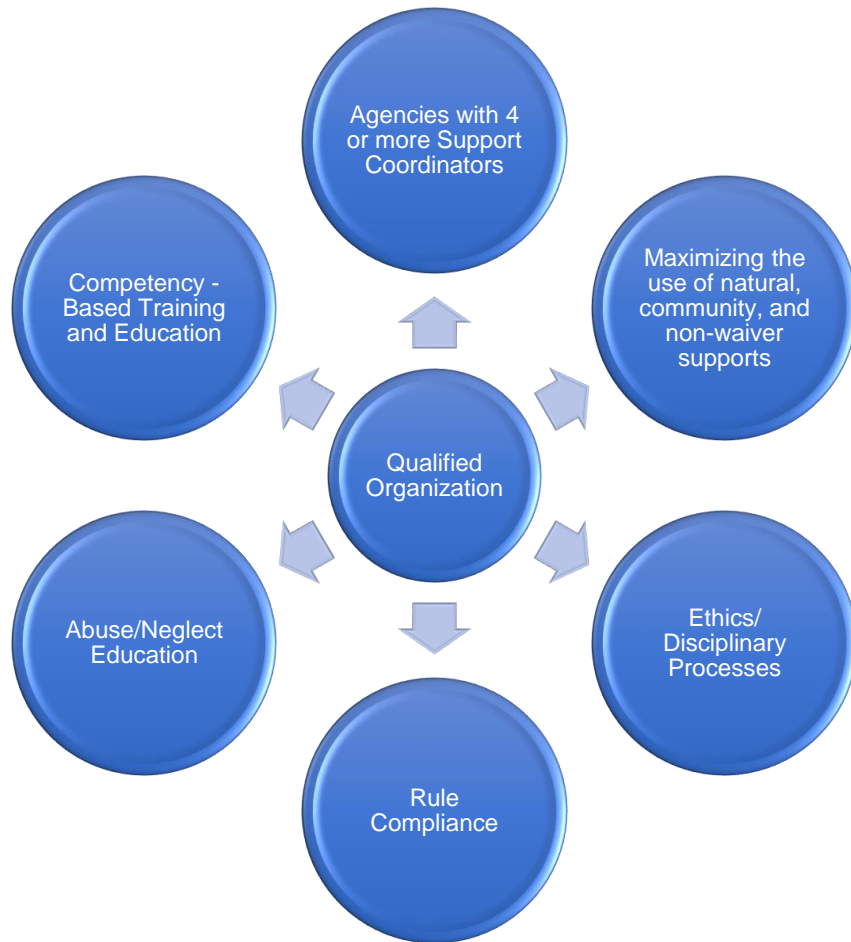 Agencies with 4
or more Support
Coordinators
Competency -
Based Training
and Education
Maximizing the
use of natural,
community, and
non-waiver
supports
Qualified
Organization
Abuse/Neglect
Education
Ethics/
Disciplinary
Processes
Rule
Compliance